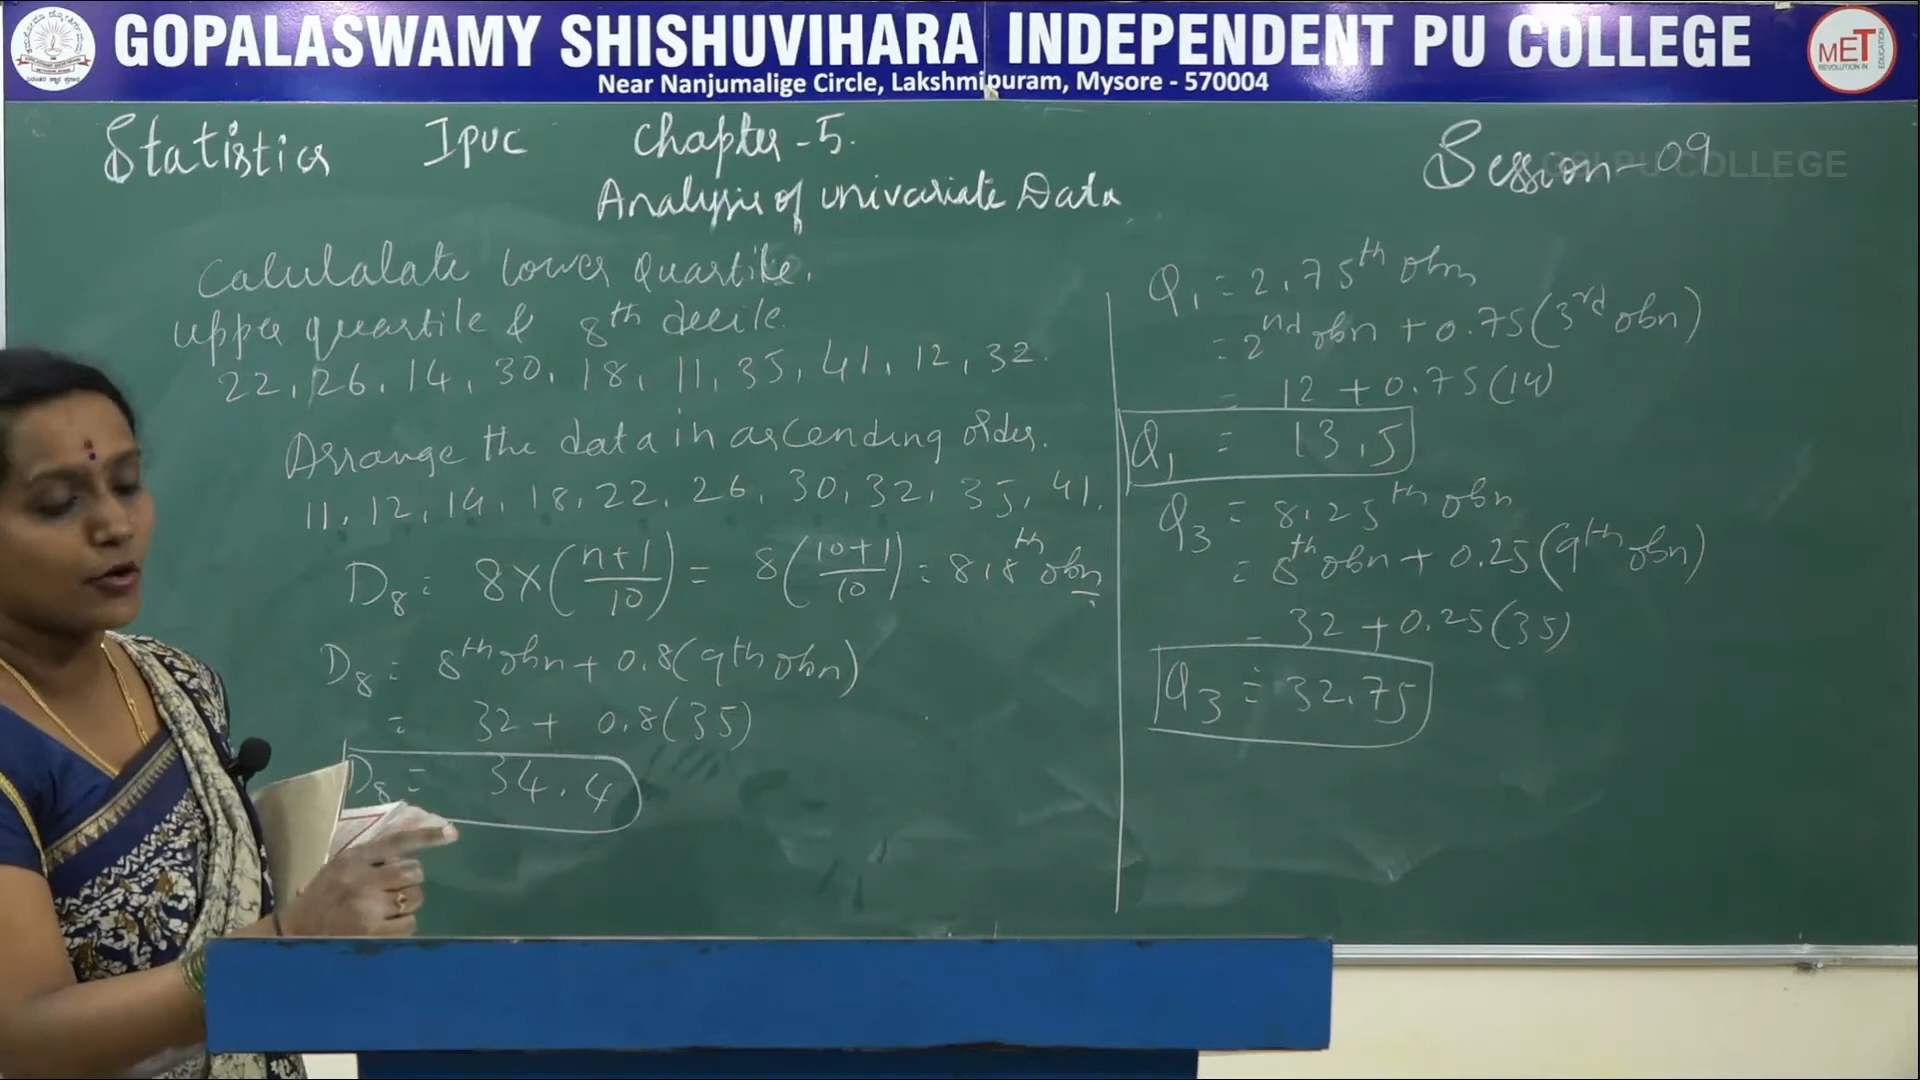 GOPALASWAMY SHISHUVIHARA INDEPENDENT PU COLLEGE
Near Nanjumalige Circle, Lakshmipuram, Mysore - 570004
MET
REVOLUTION IN EDUCATION
Statistics IPUC Chapter - 5.
Analysis of univariate Data
Session - 09
GSI PU COLLEGE
Calulalate lower Quartile.
upper quartile & 8th decile
22, 26, 14, 30, 18, 11, 35, 41, 12, 32.
Arrange the data in ascending order.
11, 12, 14, 18, 22, 26, 30, 32, 35, 41.
D8 = 8 × (n+1/10) = 8(10+1/10) = 8.8th obn
D8 = 8th obn + 0.8(9th obn)
= 32 + 0.8(35)
D8 = 34.4
Q1 = 2.75th obn
= 2nd obn + 0.75(3rd obn)
= 12 + 0.75(14)
Q1 = 13.5
Q3 = 8.25th obn
= 8th obn + 0.25(9th obn)
= 32 + 0.25(35)
Q3 = 32.75